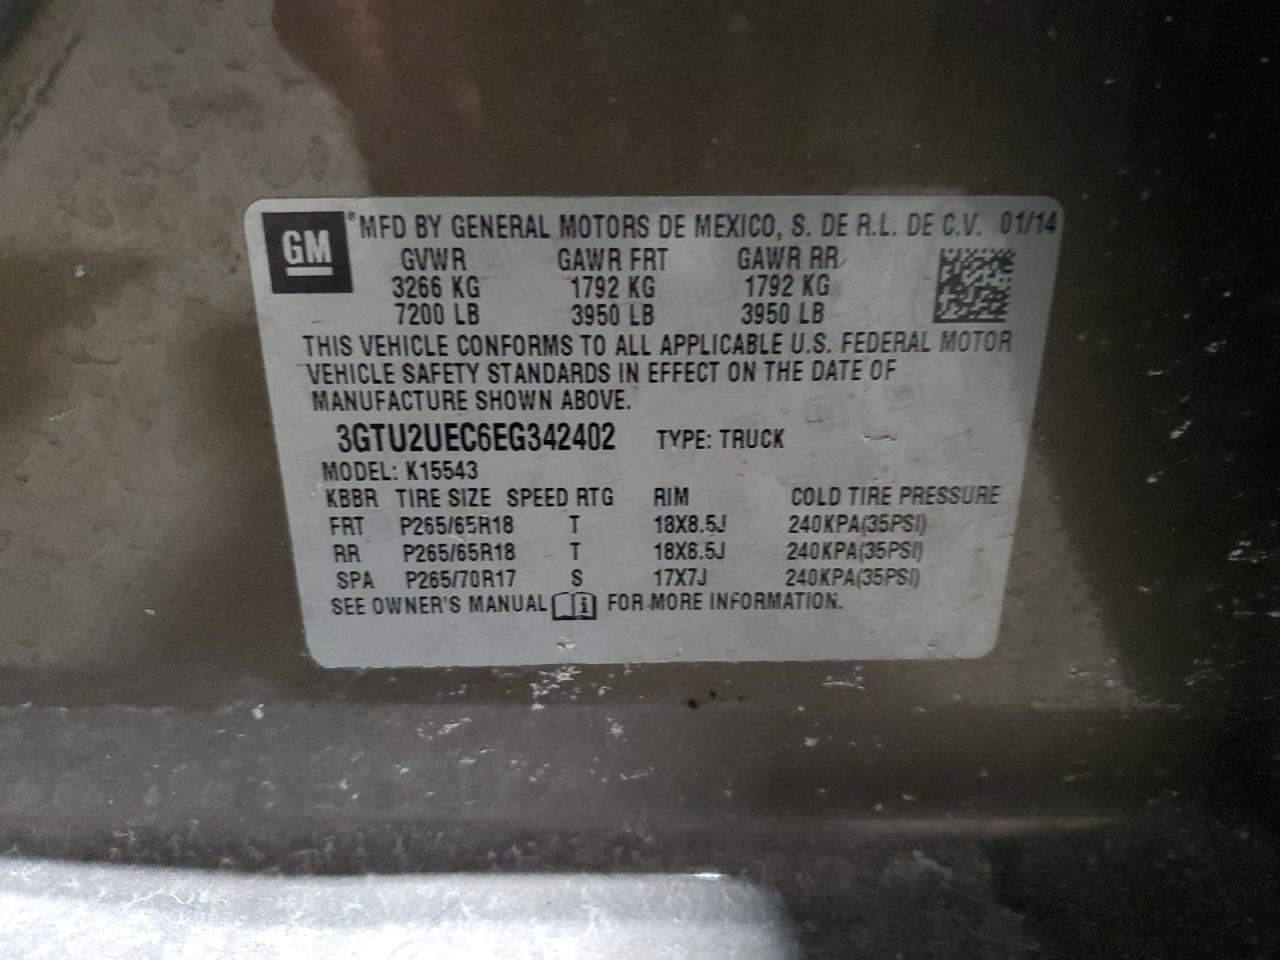 GM ® MFD BY GENERAL MOTORS DE MEXICO, S. DE R.L. DE C.V. 01/14
GVWR GAWR FRT GAWR RR
3266 KG 1792 KG 1792 KG
7200 LB 3950 LB 3950 LB
THIS VEHICLE CONFORMS TO ALL APPLICABLE U.S. FEDERAL MOTOR
VEHICLE SAFETY STANDARDS IN EFFECT ON THE DATE OF
MANUFACTURE SHOWN ABOVE.
3GTU2UEC6EG342402 TYPE: TRUCK
MODEL: K15543
KBBR TIRE SIZE SPEED RTG RIM COLD TIRE PRESSURE
FRT P265/65R18 T 18X8.5J 240KPA(35PSI)
RR P265/65R18 T 18X8.5J 240KPA(35PSI)
SPA P265/70R17 S 17X7J 240KPA(35PSI)
SEE OWNER'S MANUAL i FOR MORE INFORMATION.